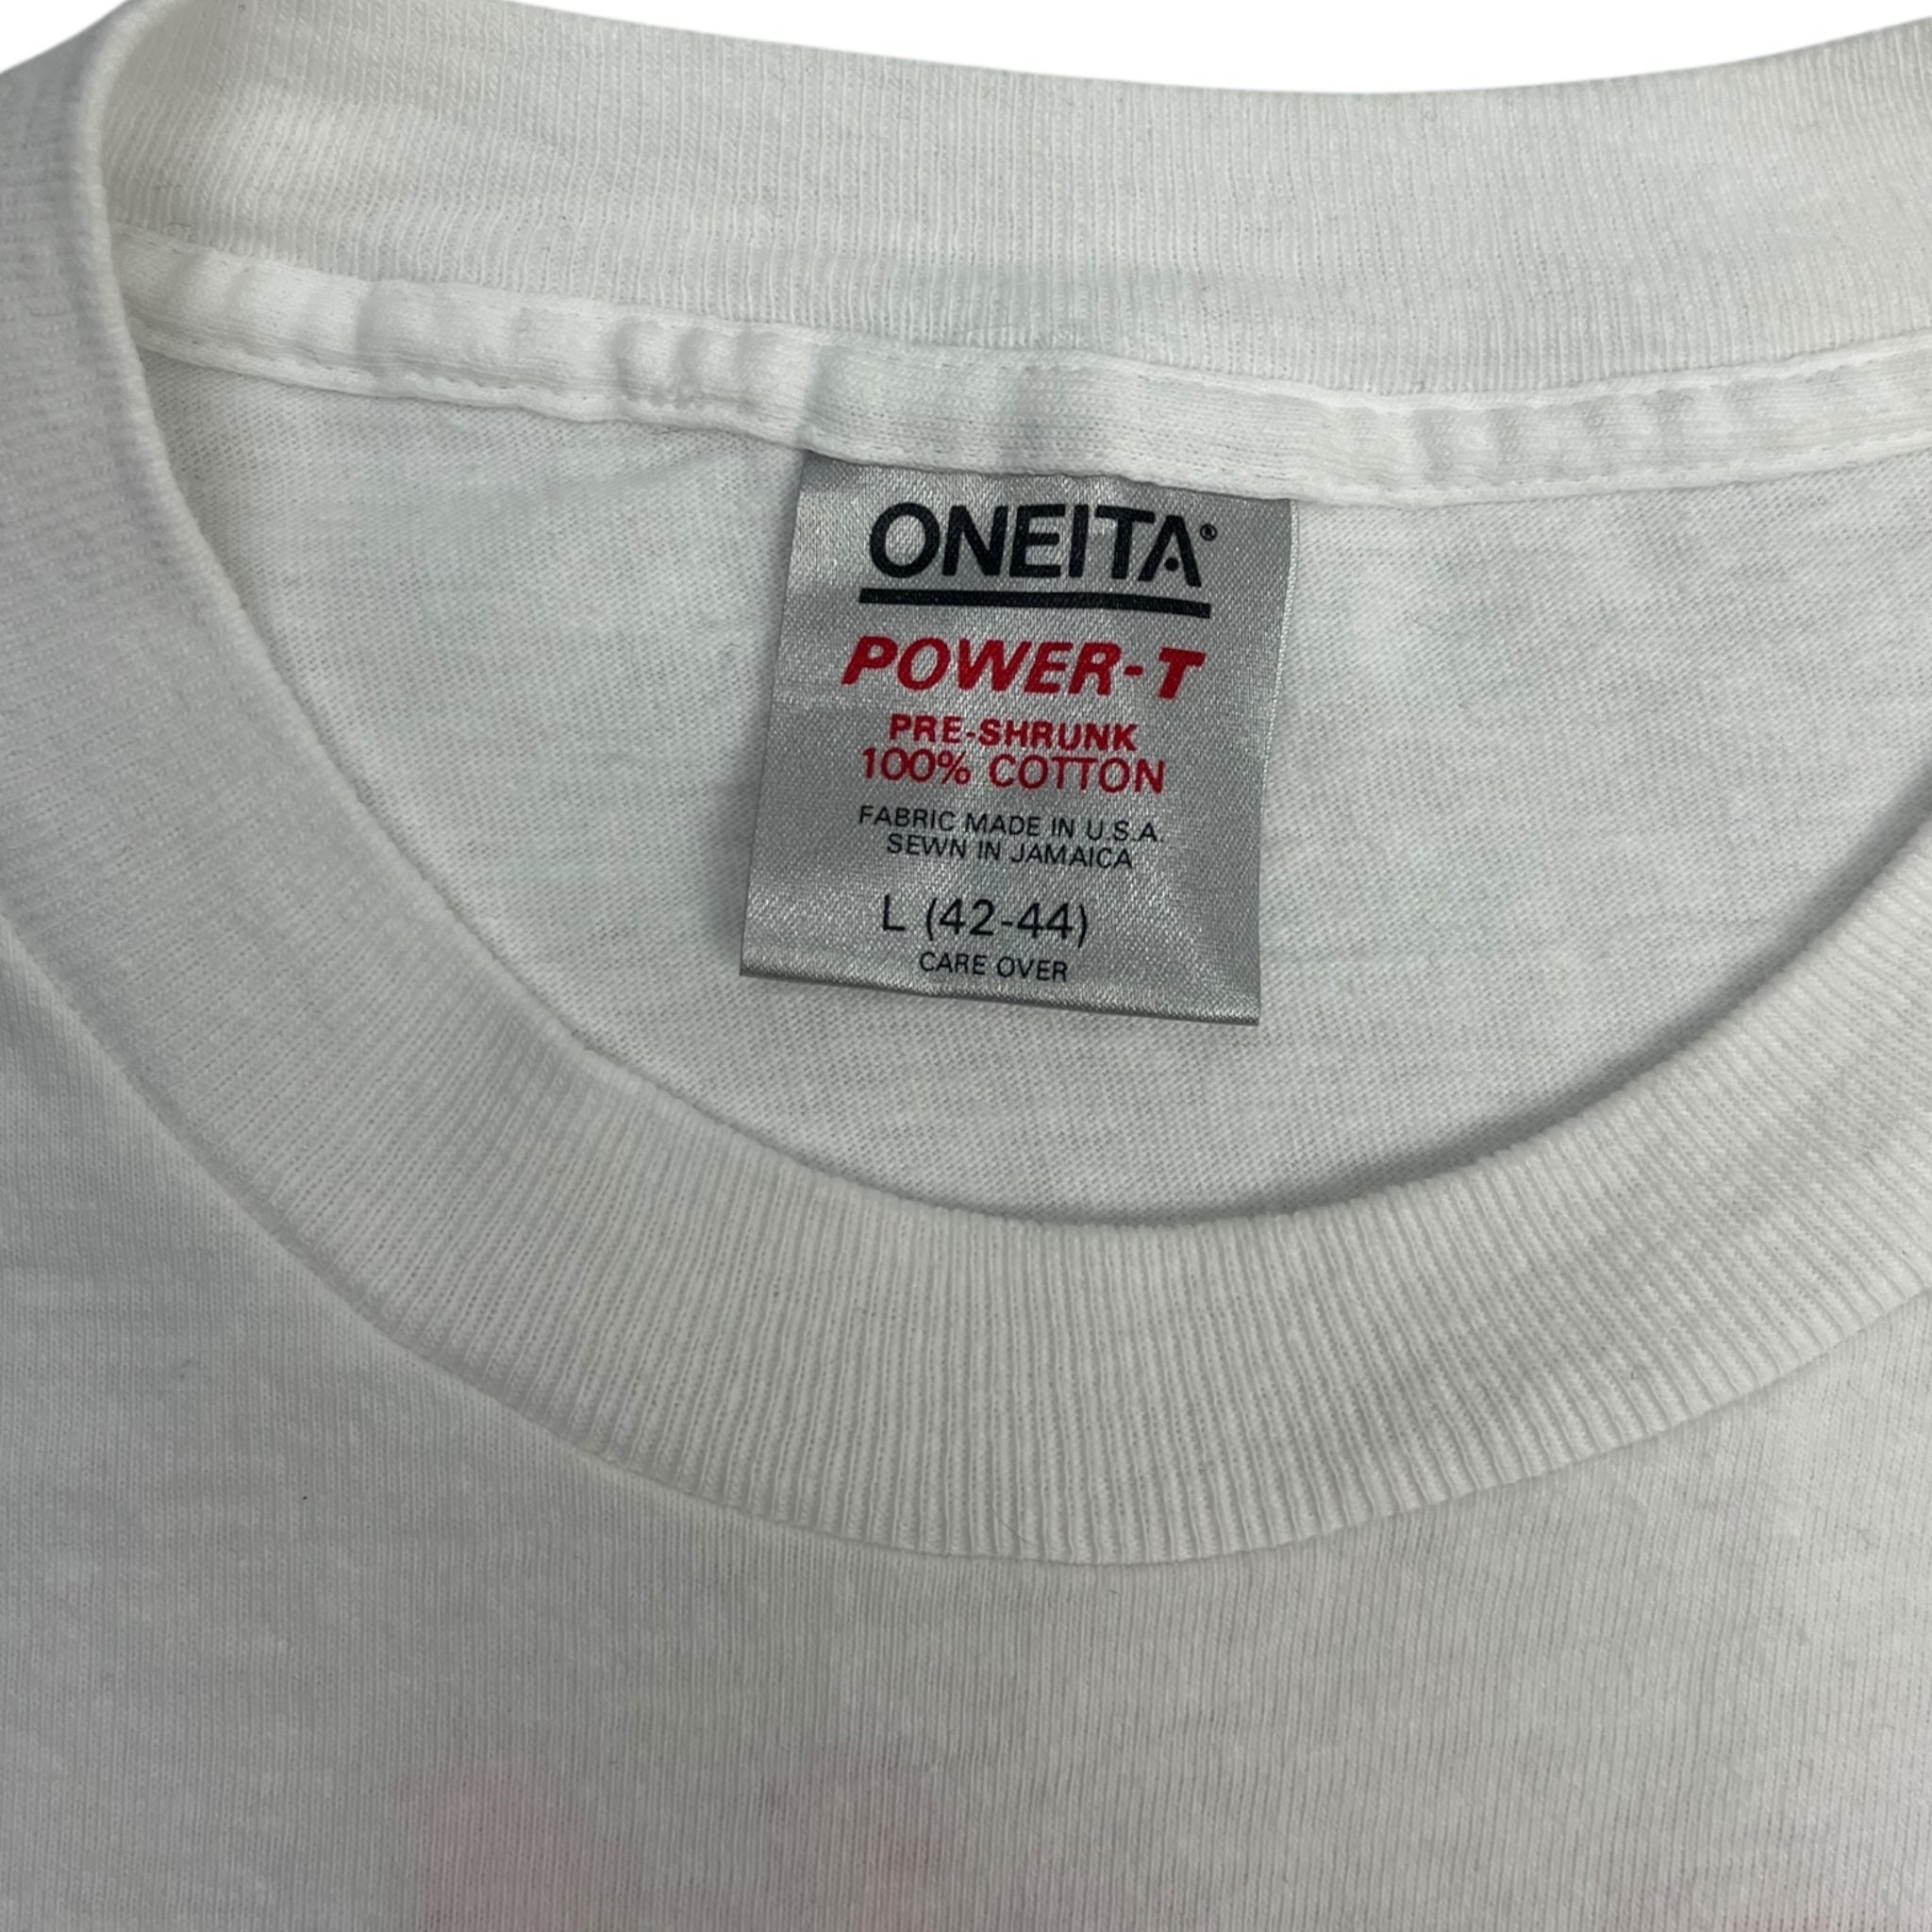 ONEITA®
POWER-T
PRE-SHRUNK
100% COTTON
FABRIC MADE IN U.S.A.
SEWN IN JAMAICA
L (42-44)
CARE OVER